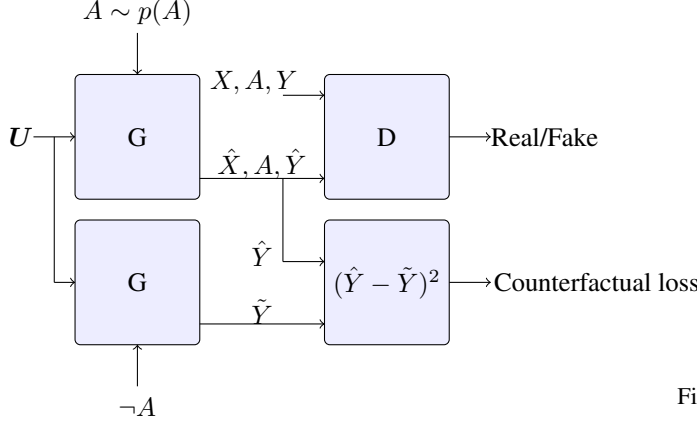 A ∼ p(A)
X, A, Y
U
G
D
Real/Fake
X̂, A, Ŷ
Ŷ
G
(Ŷ − Ỹ)²
Counterfactual loss
Ỹ
¬A
Fi